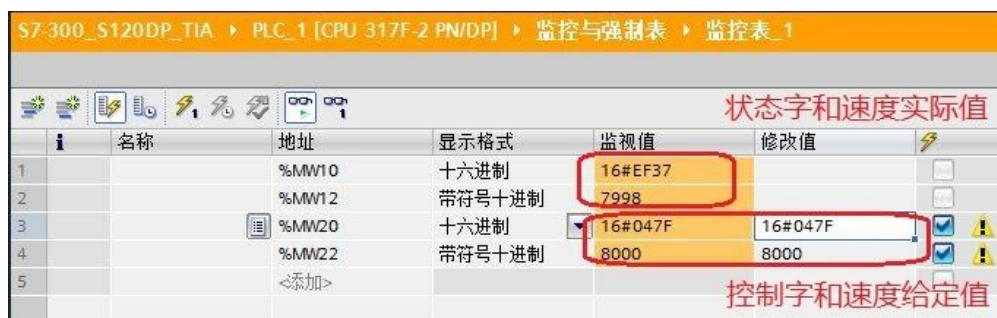 S7-300_S120DP_TIA ▸ PLC_1 [CPU 317F-2 PN/DP] ▸ 监控与强制表 ▸ 监控表_1
状态字和速度实际值
i 名称 地址 显示格式 监视值 修改值
1 %MW10 十六进制 16#EF37
2 %MW12 带符号十进制 7998
3 %MW20 十六进制 16#047F 16#047F
4 %MW22 带符号十进制 8000 8000
5 <添加>
控制字和速度给定值